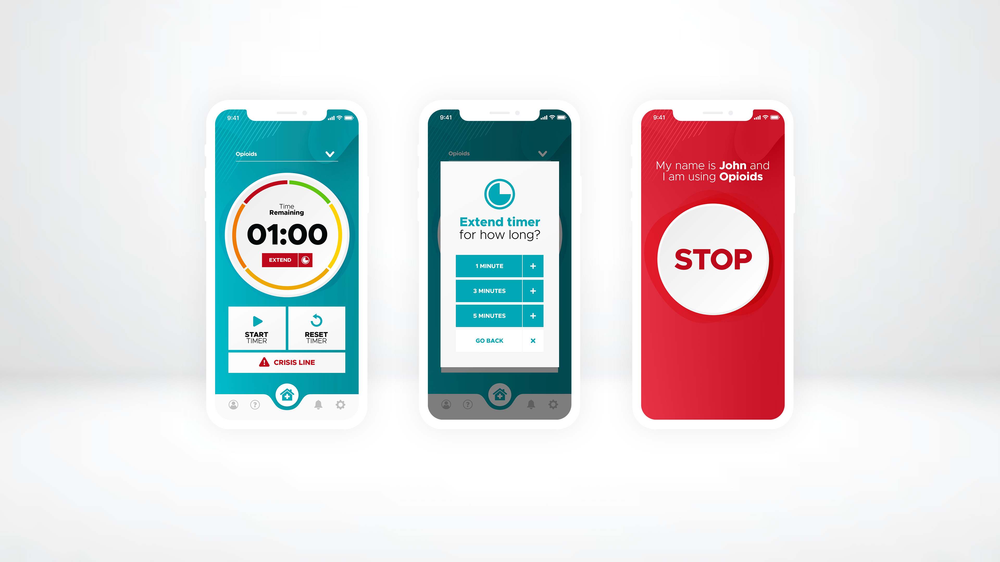 9:41
Opioids
Time
Remaining
01:00
EXTEND
START
TIMER
RESET
TIMER
CRISIS LINE
9:41
Opioids
Extend timer
for how long?
1 MINUTE +
3 MINUTES +
5 MINUTES +
GO BACK ×
9:41
My name is John and
I am using Opioids
STOP